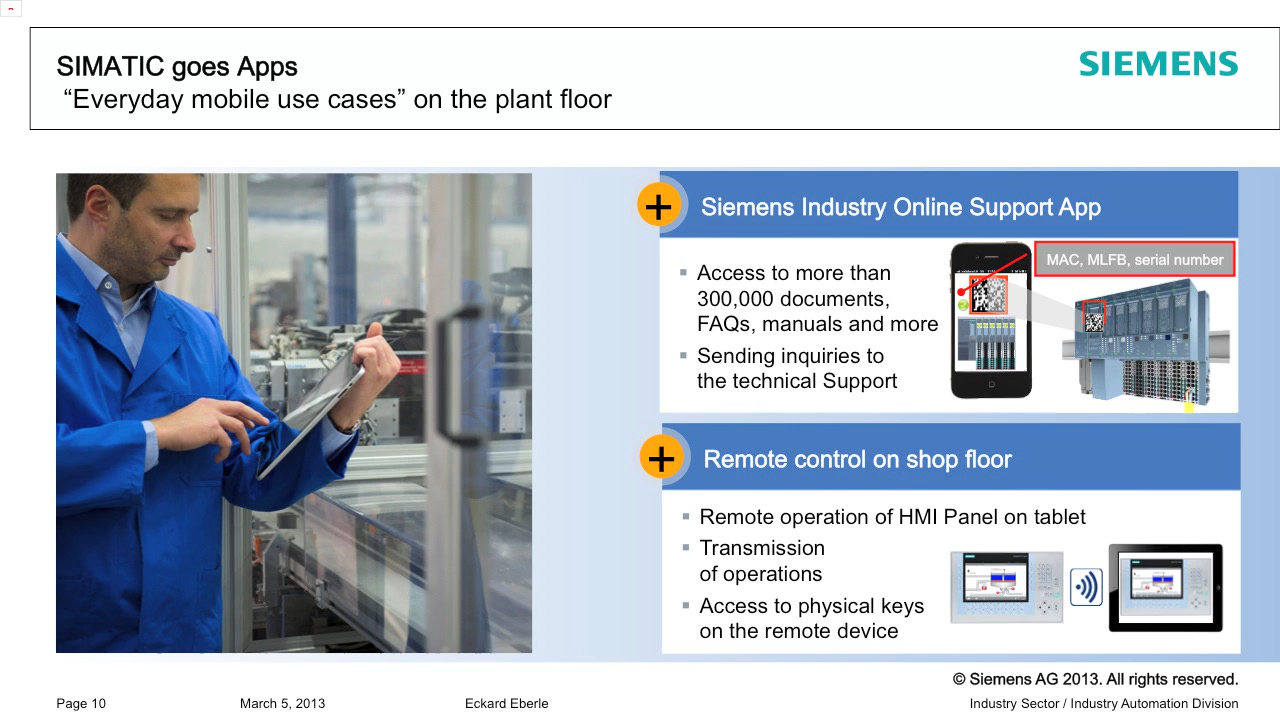 SIMATIC goes Apps
“Everyday mobile use cases” on the plant floor
SIEMENS
Siemens Industry Online Support App
▪ Access to more than
300,000 documents,
FAQs, manuals and more
▪ Sending inquiries to
the technical Support
MAC, MLFB, serial number
Remote control on shop floor
▪ Remote operation of HMI Panel on tablet
▪ Transmission
of operations
▪ Access to physical keys
on the remote device
© Siemens AG 2013. All rights reserved.
Page 10
March 5, 2013
Eckard Eberle
Industry Sector / Industry Automation Division